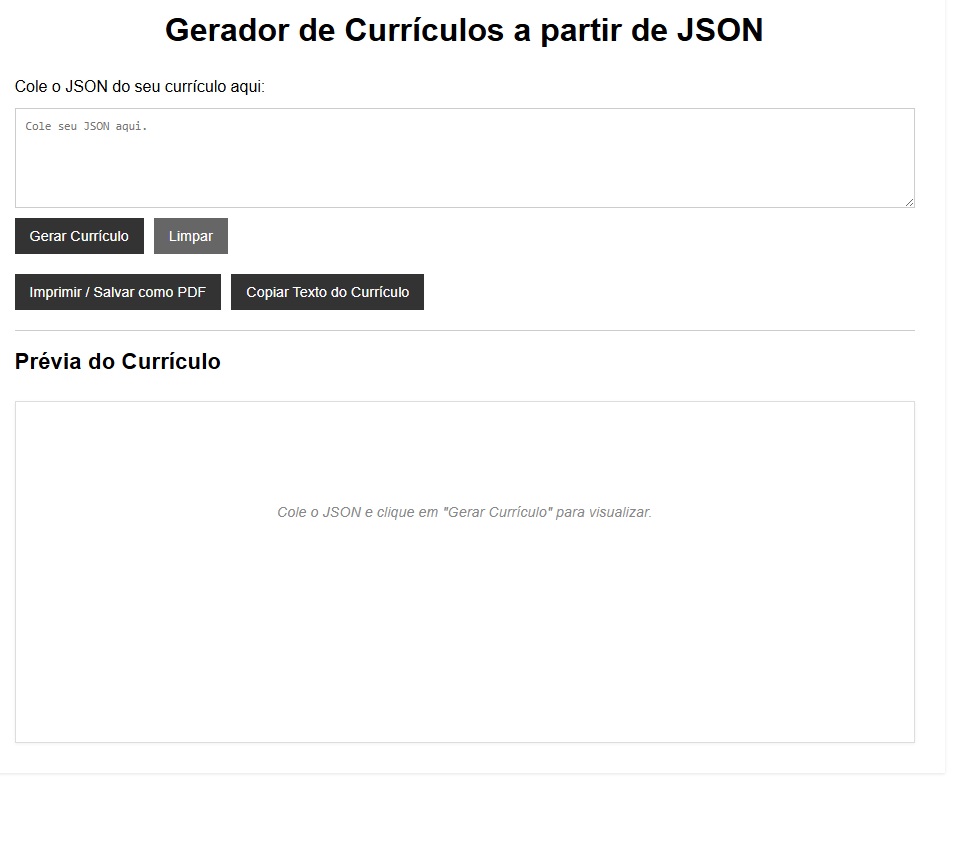 Gerador de Currículos a partir de JSON
Cole o JSON do seu currículo aqui:
Cole seu JSON aqui.
Gerar Currículo
Limpar
Imprimir / Salvar como PDF
Copiar Texto do Currículo
Prévia do Currículo
Cole o JSON e clique em "Gerar Currículo" para visualizar.